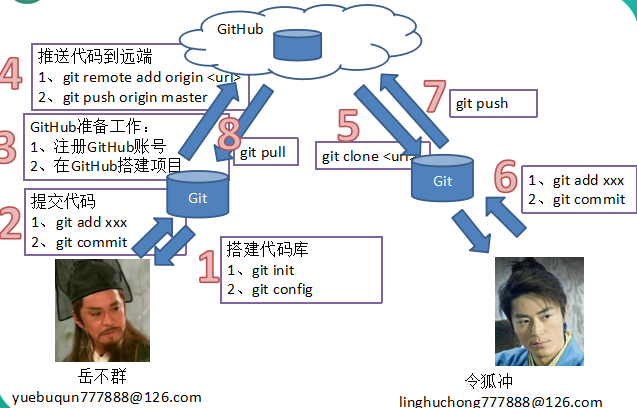 GitHub
4
推送代码到远端
1、git remote add origin <url>
2、git push origin master
3
GitHub准备工作：
1、注册GitHub账号
2、在GitHub搭建项目
8
git pull
5
git clone <url>
7
git push
6
1、git add xxx
2、git commit
Git
Git
2
提交代码
1、git add xxx
2、git commit
1
搭建代码库
1、git init
2、git config
岳不群
yuebuqun777888@126.com
令狐冲
linghuchong777888@126.com